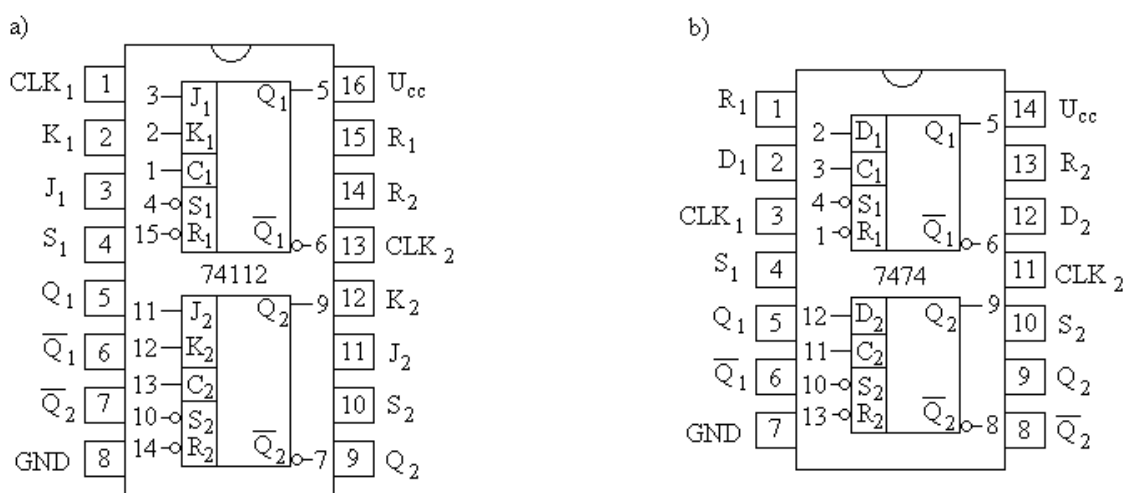 a)
CLK₁ 1 16 U_cc
K₁ 2 15 R₁
J₁ 3 14 R₂
S₁ 4 13 CLK₂
Q₁ 5 12 K₂
Q̅₁ 6 11 J₂
Q̅₂ 7 10 S₂
GND 8 9 Q₂
3 J₁ Q₁ 5
2 K₁
1 C₁
4 S₁
15 R₁ Q̅₁ 6
74112
11 J₂ Q₂ 9
12 K₂
13 C₂
10 S₂
14 R₂ Q̅₂ 7
b)
R₁ 1 14 U_cc
D₁ 2 13 R₂
CLK₁ 3 12 D₂
S₁ 4 11 CLK₂
Q₁ 5 10 S₂
Q̅₁ 6 9 Q₂
GND 7 8 Q̅₂
2 D₁ Q₁ 5
3 C₁
4 S₁
1 R₁ Q̅₁ 6
7474
12 D₂ Q₂ 9
11 C₂
10 S₂
13 R₂ Q̅₂ 8